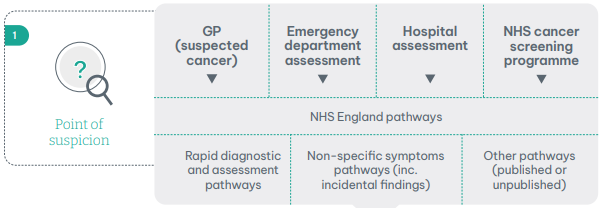 1
?
Point of
suspicion
GP
(suspected
cancer)
Emergency
department
assessment
Hospital
assessment
NHS cancer
screening
programme
NHS England pathways
Rapid diagnostic
and assessment
pathways
Non-specific symptoms
pathways (inc.
incidental findings)
Other pathways
(published or
unpublished)